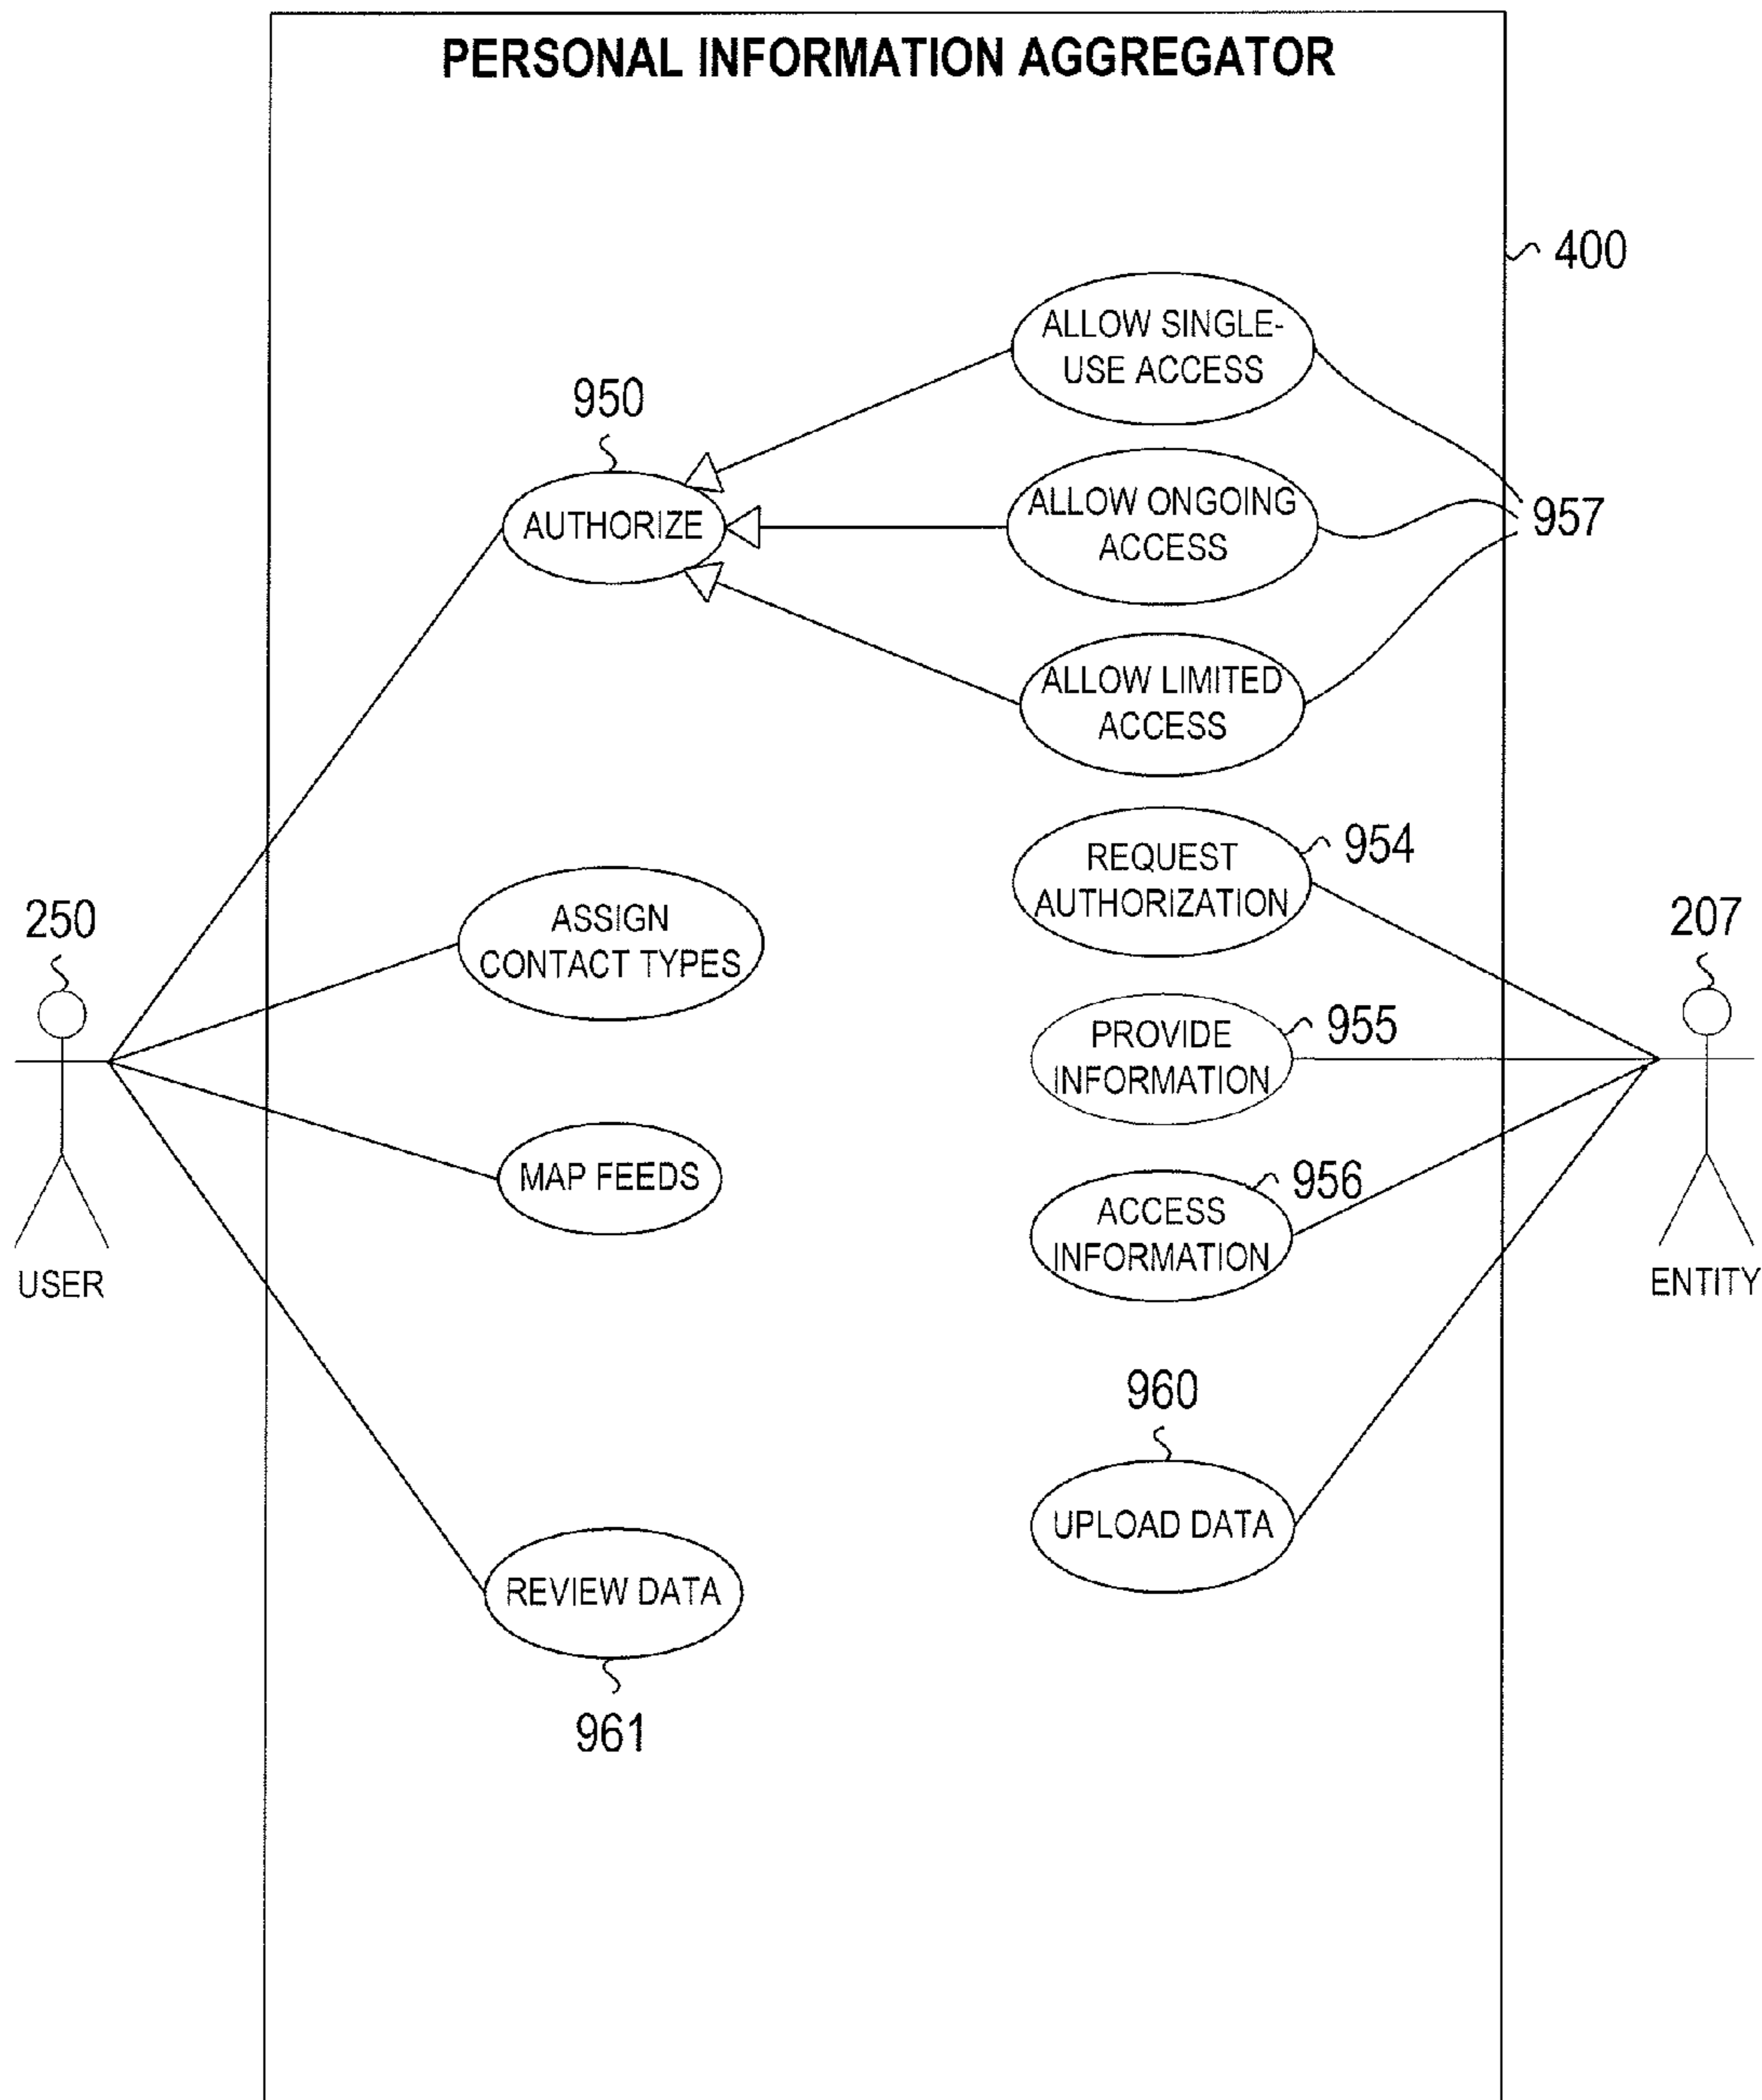 PERSONAL INFORMATION AGGREGATOR
400
ALLOW SINGLE-
USE ACCESS
950
AUTHORIZE
ALLOW ONGOING
ACCESS
957
ALLOW LIMITED
ACCESS
REQUEST
AUTHORIZATION
954
250
ASSIGN
CONTACT TYPES
207
PROVIDE
INFORMATION
955
MAP FEEDS
ACCESS
INFORMATION
956
USER
ENTITY
960
UPLOAD DATA
REVIEW DATA
961